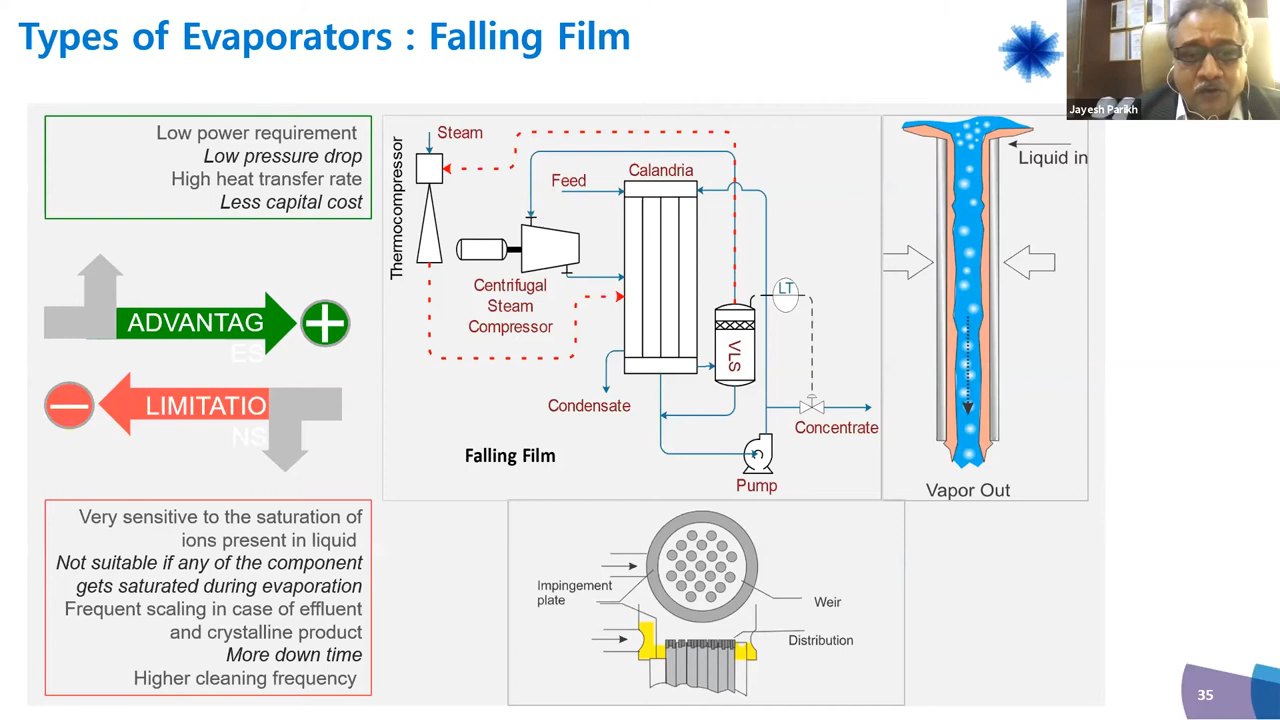 Types of Evaporators : Falling Film
Jayesh Parikh
Low power requirement
Low pressure drop
High heat transfer rate
Less capital cost
ADVANTAG
ES
LIMITATIO
NS
Very sensitive to the saturation of
ions present in liquid
Not suitable if any of the component
gets saturated during evaporation
Frequent scaling in case of effluent
and crystalline product
More down time
Higher cleaning frequency
Thermocompressor
Steam
Feed
Calandria
Centrifugal
Steam
Compressor
LT
VLS
Condensate
Concentrate
Falling Film
Pump
Liquid in
Vapor Out
Impingement
plate
Weir
Distribution
35